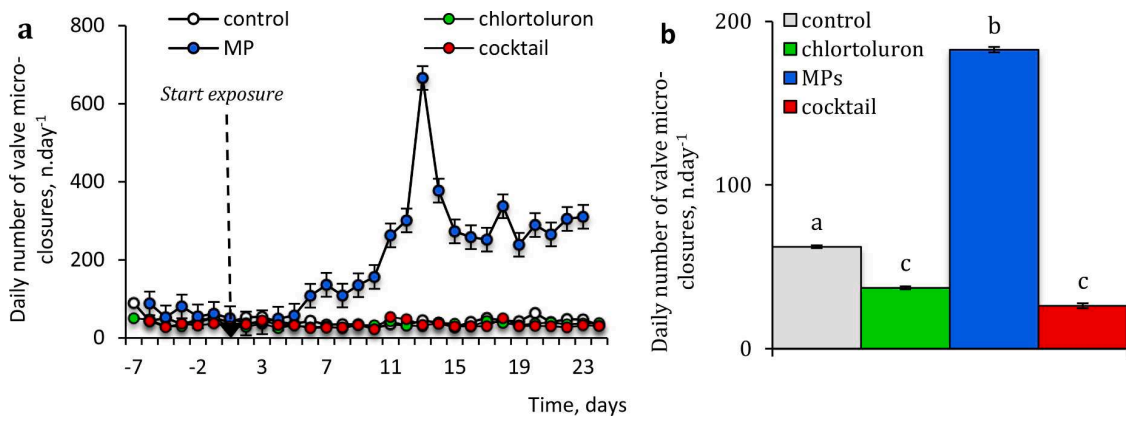 a
control
chlortoluron
MP
cocktail
Start exposure
Daily number of valve micro-
closures, n.day-1
800
600
400
200
0
-7
-2
3
7
11
15
19
23
Time, days
b
control
chlortoluron
MPs
cocktail
Daily number of valve micro-
closures, n.day-1
200
100
0
a
c
b
c